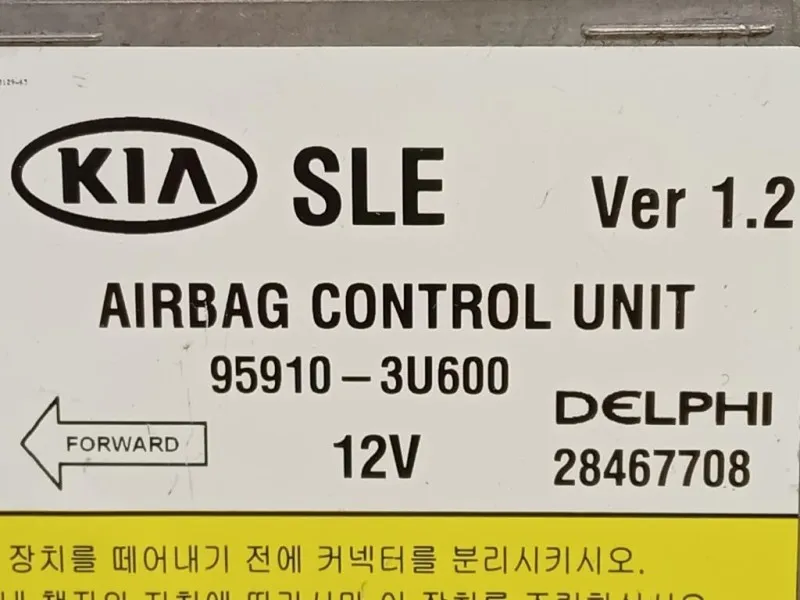 KIA SLE Ver 1.2
AIRBAG CONTROL UNIT
95910-3U600
DELPHI
FORWARD 12V 28467708
장치를 떼어내기 전에 커넥터를 분리시키시오.